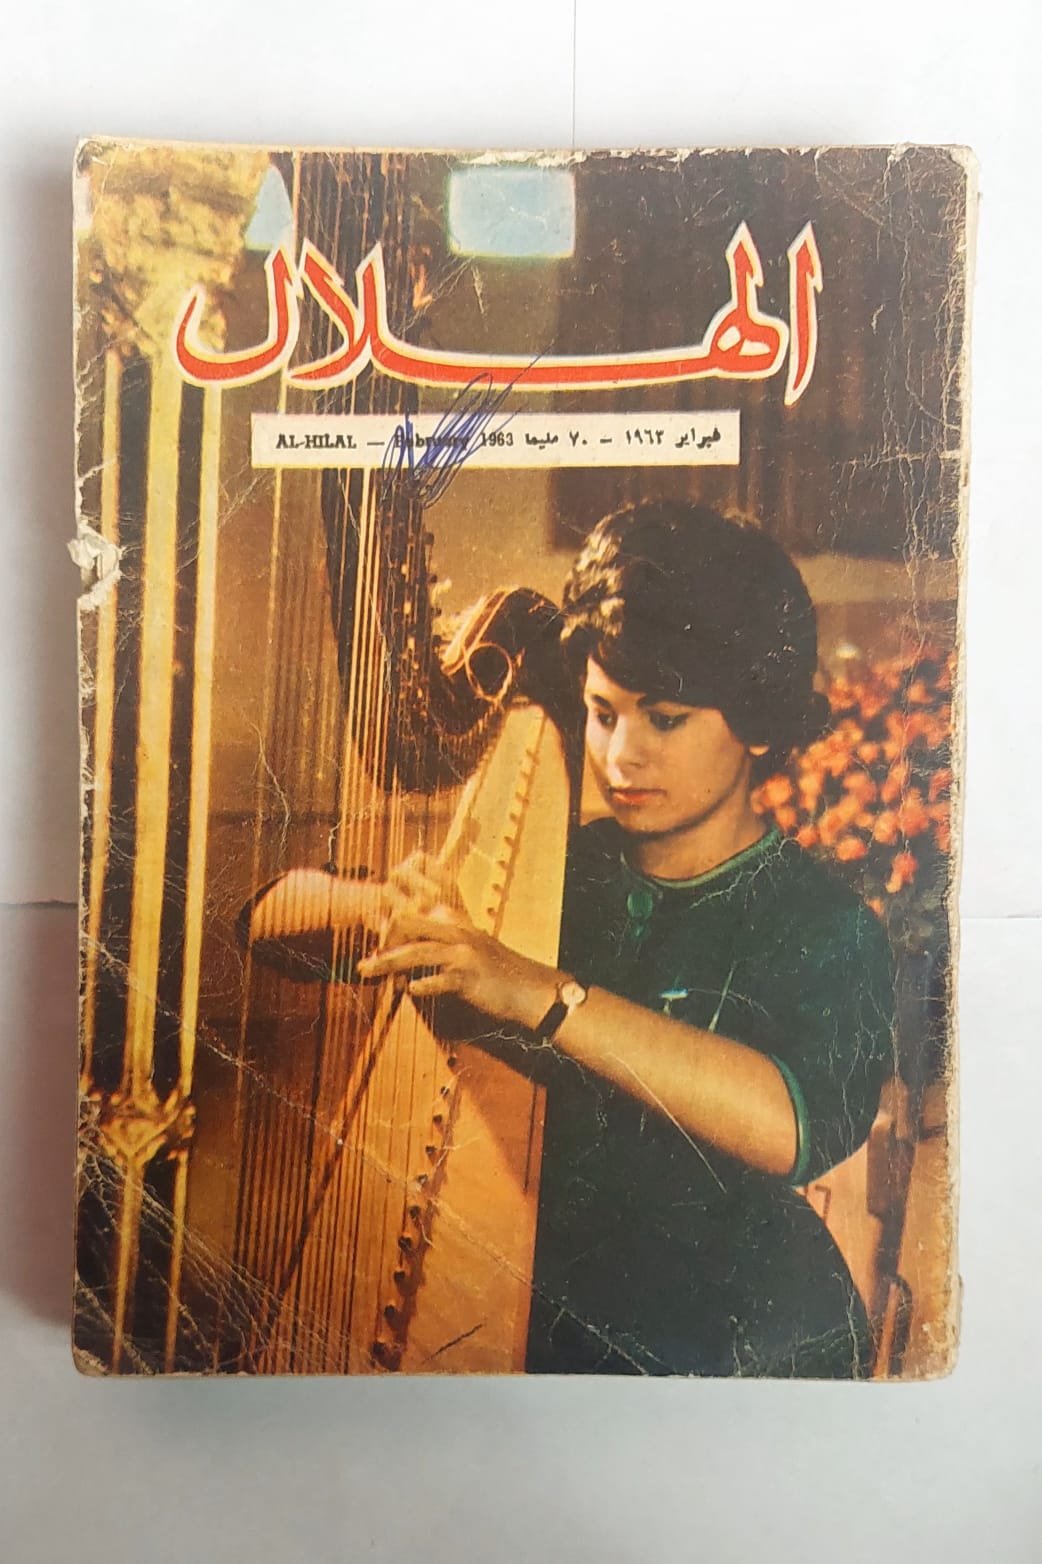 الهلال
AL-HILAL — February 1963 فبراير ١٩٦٣ — ٧٠ مليما